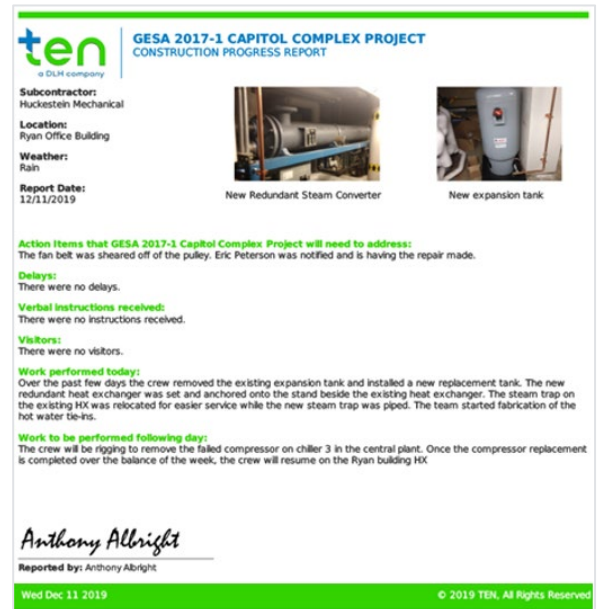 ten
a DLH company
GESA 2017-1 CAPITOL COMPLEX PROJECT
CONSTRUCTION PROGRESS REPORT
Subcontractor:
Huckestein Mechanical
Location:
Ryan Office Building
Weather:
Rain
Report Date:
12/11/2019
New Redundant Steam Converter
New expansion tank
Action Items that GESA 2017-1 Capitol Complex Project will need to address:
The fan belt was sheared off of the pulley. Eric Peterson was notified and is having the repair made.
Delays:
There were no delays.
Verbal instructions received:
There were no instructions received.
Visitors:
There were no visitors.
Work performed today:
Over the past few days the crew removed the existing expansion tank and installed a new replacement tank. The new
redundant heat exchanger was set and anchored onto the stand beside the existing heat exchanger. The steam trap on
the existing HX was relocated for easier service while the new steam trap was piped. The team started fabrication of the
hot water tie-ins.
Work to be performed following day:
The crew will be rigging to remove the failed compressor on chiller 3 in the central plant. Once the compressor replacement
is completed over the balance of the week, the crew will resume on the Ryan building HX
Anthony Albright
Reported by: Anthony Albright
Wed Dec 11 2019
© 2019 TEN, All Rights Reserved